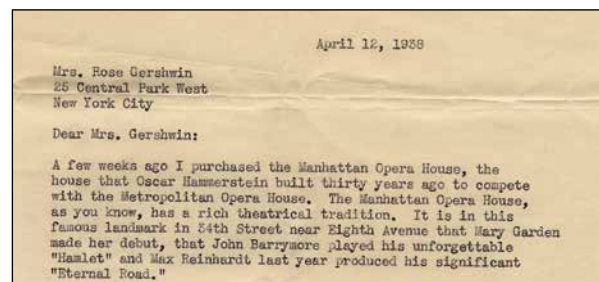 April 12, 1938
Mrs. Rose Gershwin
25 Central Park West
New York City
Dear Mrs. Gershwin:
A few weeks ago I purchased the Manhattan Opera House, the
house that Oscar Hammerstein built thirty years ago to compete
with the Metropolitan Opera House. The Manhattan Opera House,
as you know, has a rich theatrical tradition. It is in this
famous landmark in 34th Street near Eighth Avenue that Mary Garden
made her debut, that John Barrymore played his unforgettable
"Hamlet" and Max Reinhardt last year produced his significant
"Eternal Road."